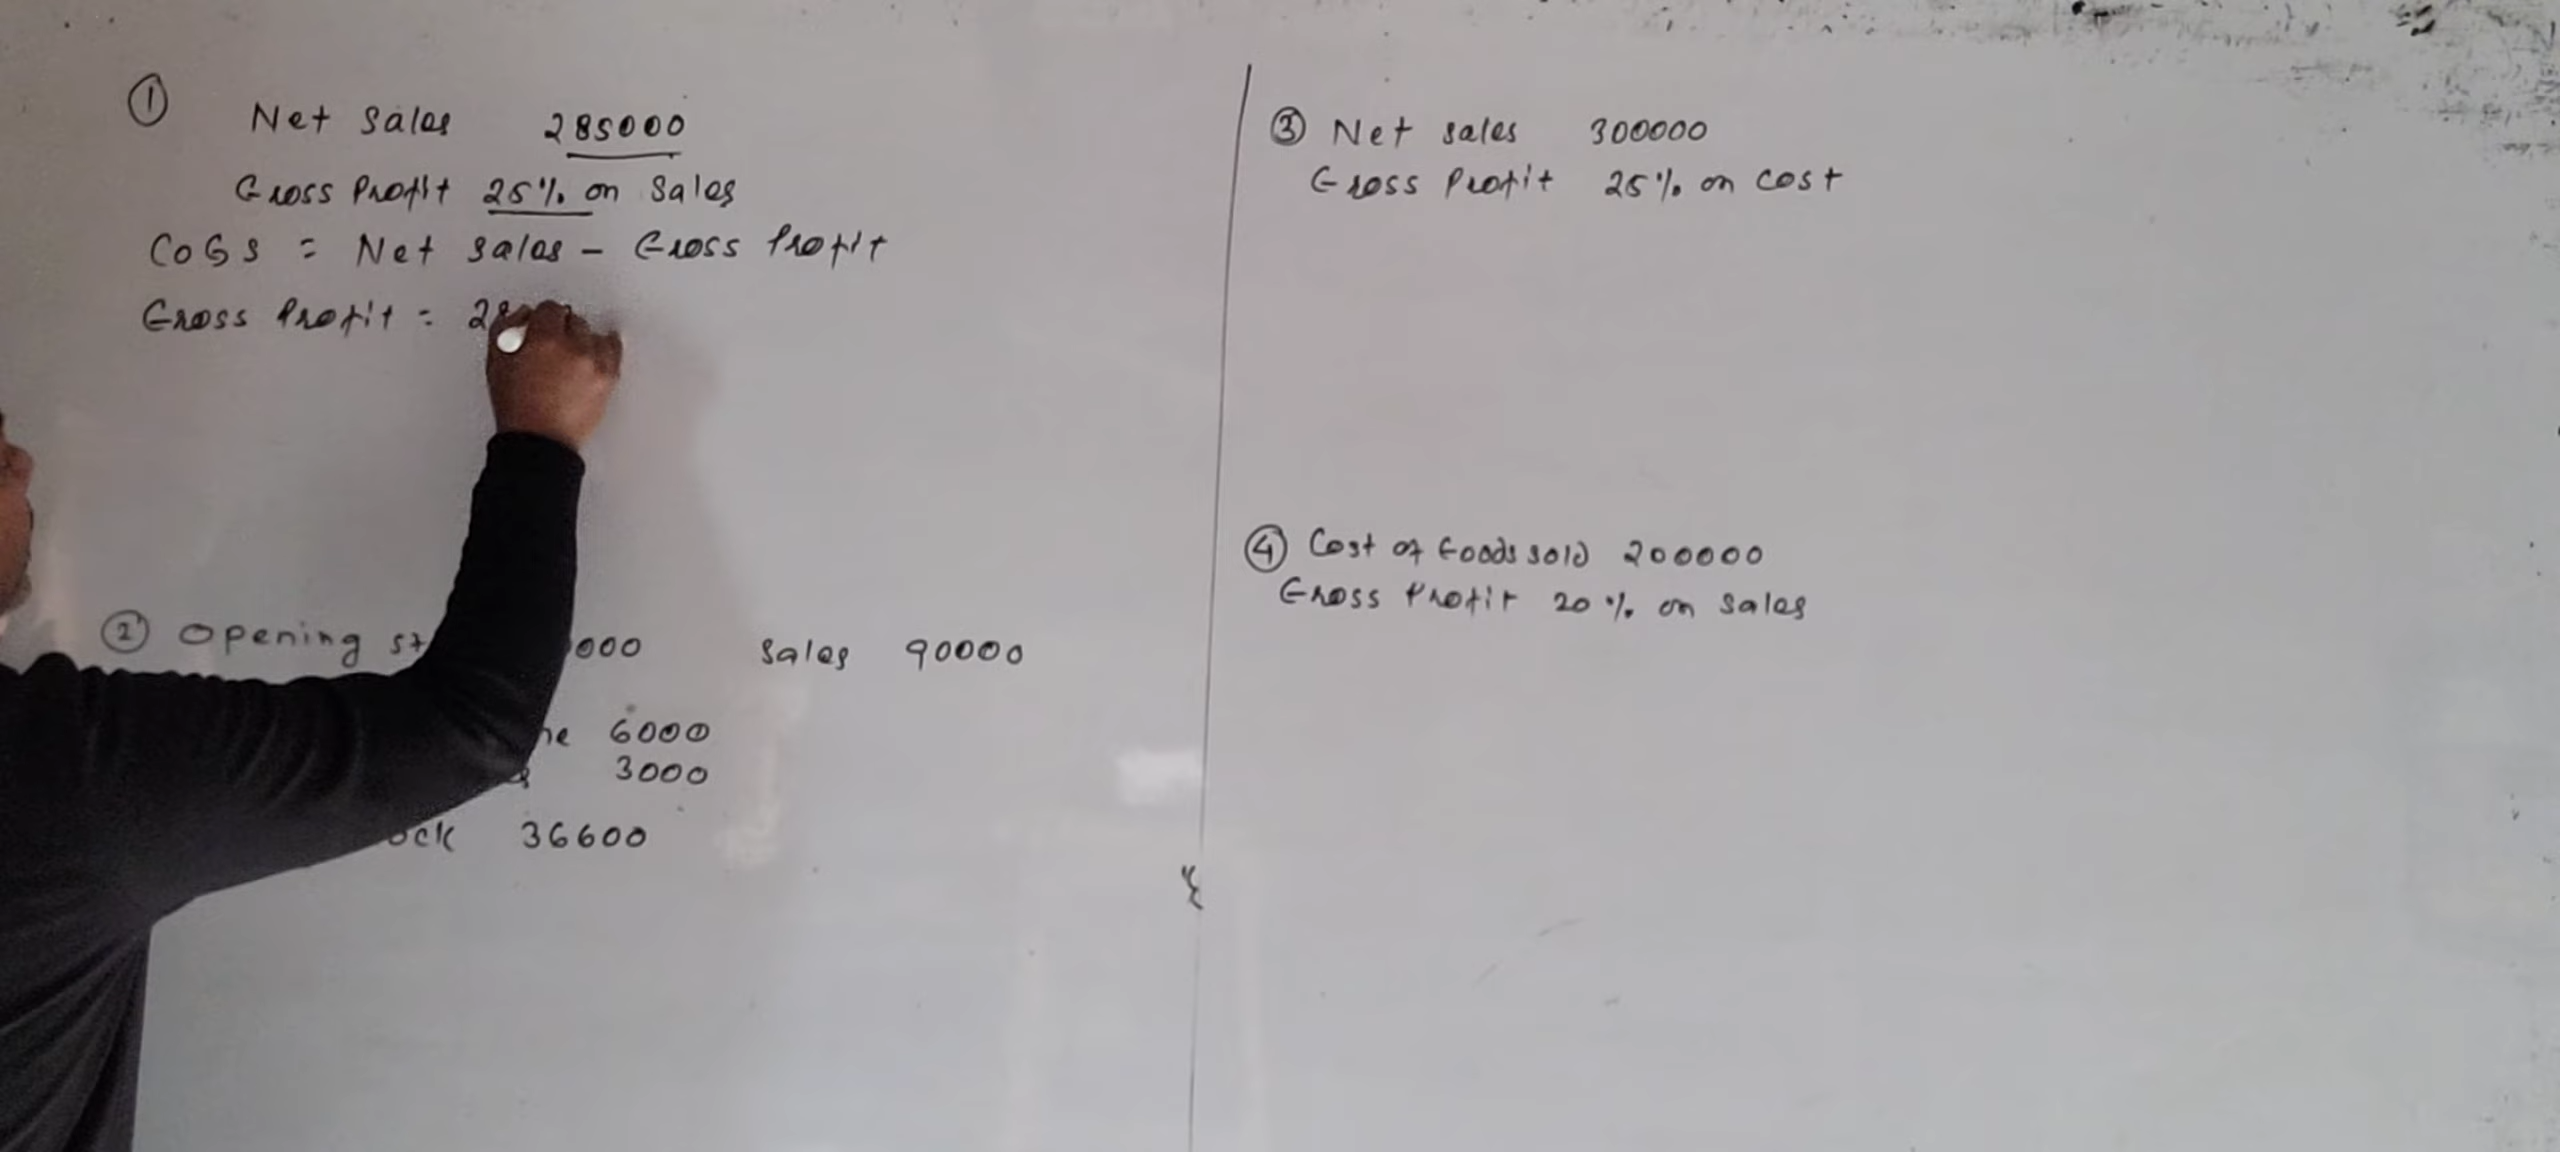 ① Net Sales 285000
Gross Profit 25% on Sales
COGS = Net sales - Gross Profit
Gross Profit =
② Opening 000 Sales 90000
6000
3000
36600
③ Net sales 300000
Gross Profit 25% on cost
④ Cost of Goods sold 200000
Gross Profit 20% on Sales